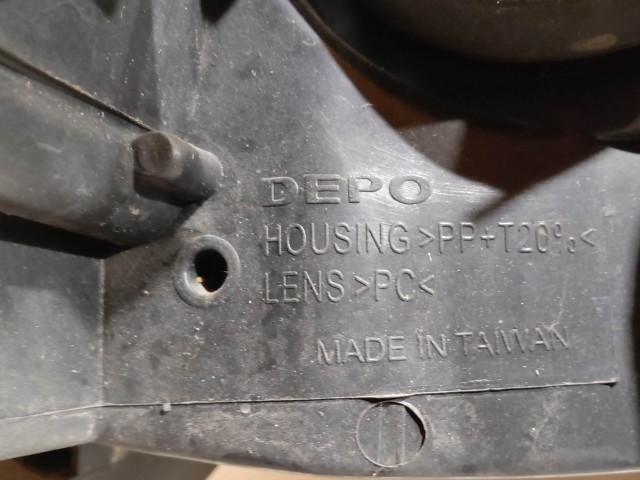 DEPO
HOUSING >PP+T20%<
LENS >PC<
MADE IN TAIWAN